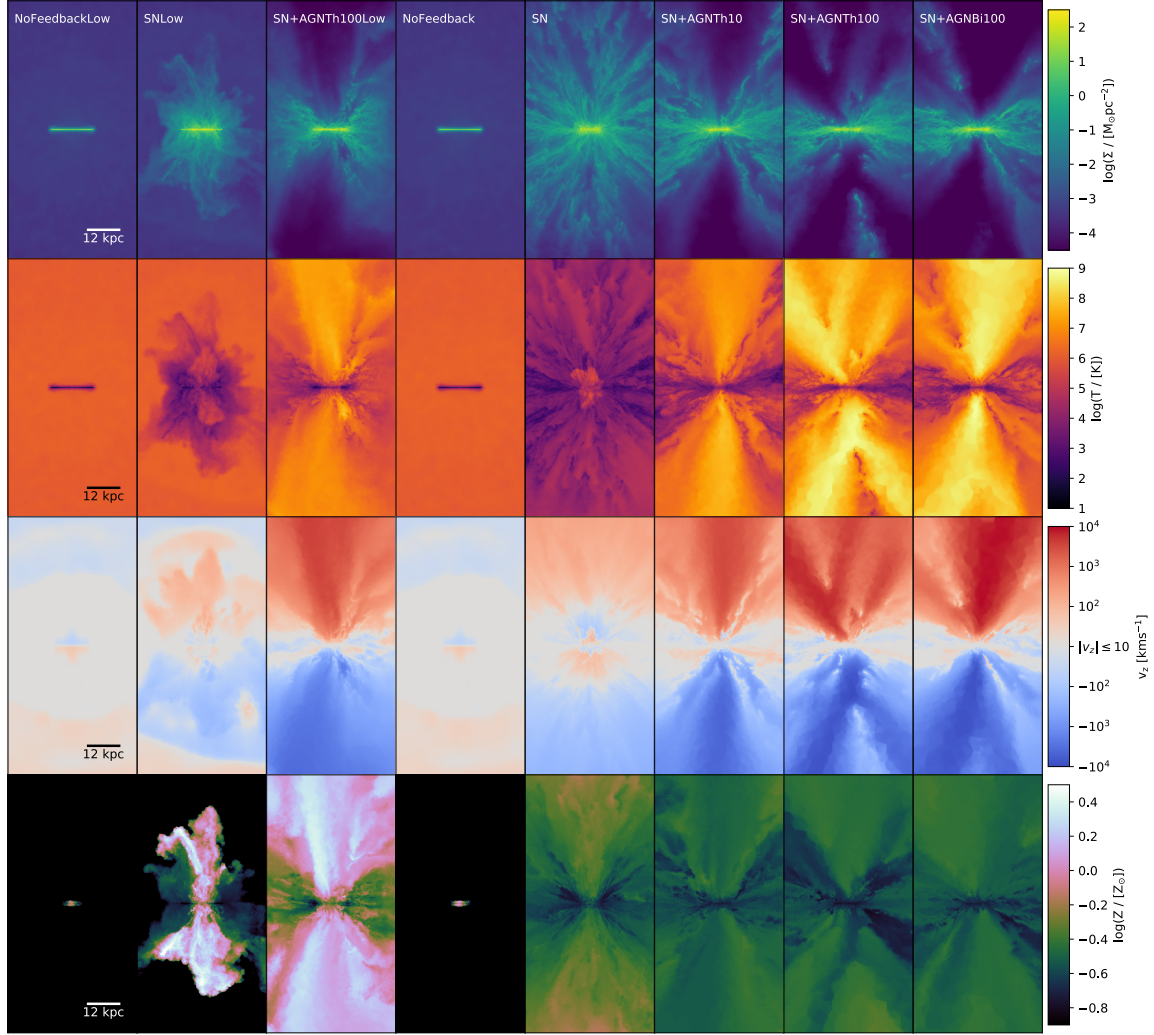 NoFeedbackLow
SNLow
SN+AGNTh100Low
NoFeedback
SN
SN+AGNTh10
SN+AGNTh100
SN+AGNBi100
12 kpc
2
1
0
−1
−2
−3
−4
log(Σ / [M⊙pc⁻²])
12 kpc
9
8
7
6
5
4
3
2
1
log(T / [K])
12 kpc
10⁴
10³
10²
|v_z| ≤ 10
−10²
−10³
−10⁴
v_z [kms⁻¹]
12 kpc
0.4
0.2
0.0
−0.2
−0.4
−0.6
−0.8
log(Z / [Z⊙])